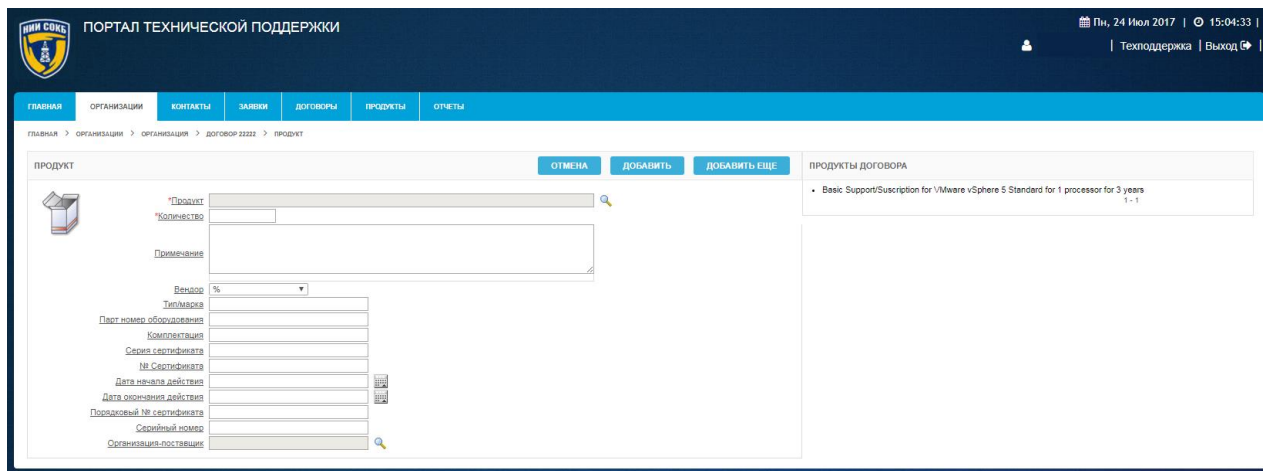 НИИ СОКБ
ПОРТАЛ ТЕХНИЧЕСКОЙ ПОДДЕРЖКИ
Пн, 24 Июл 2017 | 15:04:33 |
| Техподдержка | Выход |
ГЛАВНАЯ ОРГАНИЗАЦИИ КОНТАКТЫ ЗАЯВКИ ДОГОВОРЫ ПРОДУКТЫ ОТЧЕТЫ
ГЛАВНАЯ > ОРГАНИЗАЦИИ > ОРГАНИЗАЦИЯ > ДОГОВОР 22222 > ПРОДУКТ
ПРОДУКТ ОТМЕНА ДОБАВИТЬ ДОБАВИТЬ ЕЩЕ
*Продукт
*Количество
Примечание
Вендор %
Тип/марка
Парт номер оборудования
Комплектация
Серия сертификата
№ Сертификата
Дата начала действия
Дата окончания действия
Порядковый № сертификата
Серийный номер
Организация-поставщик
ПРОДУКТЫ ДОГОВОРА
• Basic Support/Suscription for VMware vSphere 5 Standard for 1 processor for 3 years
1 - 1